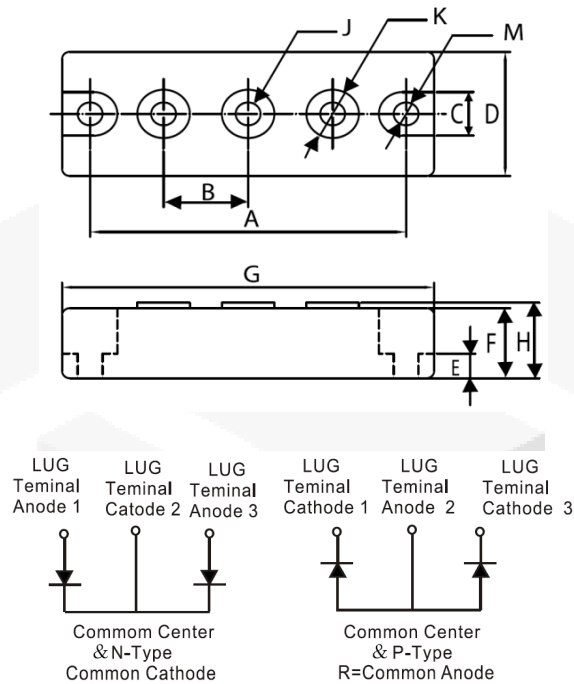 J
K
M
C
D
B
A
G
E
F
H
LUG
Teminal
Anode 1
LUG
Teminal
Catode 2
LUG
Teminal
Anode 3
LUG
Teminal
Cathode 1
LUG
Teminal
Anode 2
LUG
Teminal
Cathode 3
Commom Center
& N-Type
Common Cathode
Common Center
& P-Type
R=Common Anode